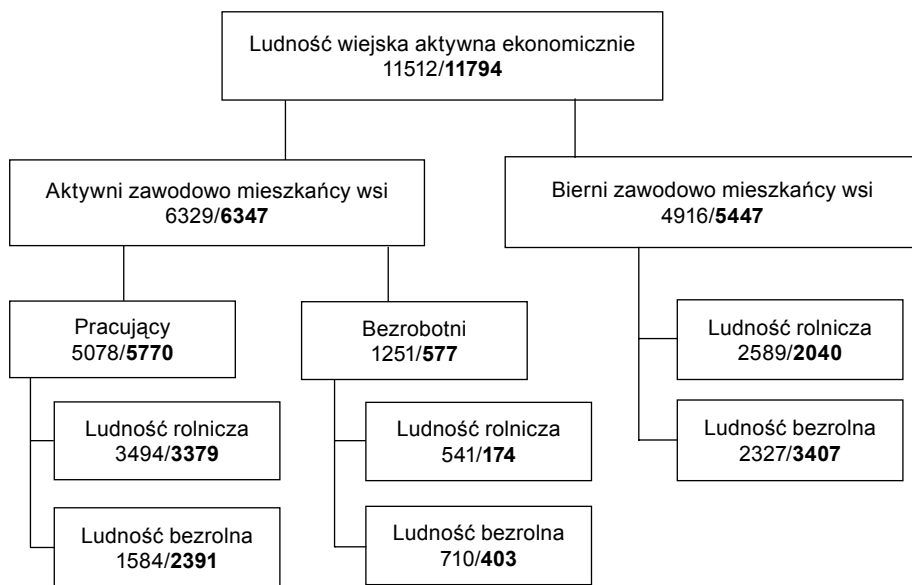 Ludność wiejska aktywna ekonomicznie
11512/11794
Aktywni zawodowo mieszkańcy wsi
6329/6347
Bierni zawodowo mieszkańcy wsi
4916/5447
Pracujący
5078/5770
Bezrobotni
1251/577
Ludność rolnicza
2589/2040
Ludność rolnicza
3494/3379
Ludność rolnicza
541/174
Ludność bezrolna
2327/3407
Ludność bezrolna
1584/2391
Ludność bezrolna
710/403